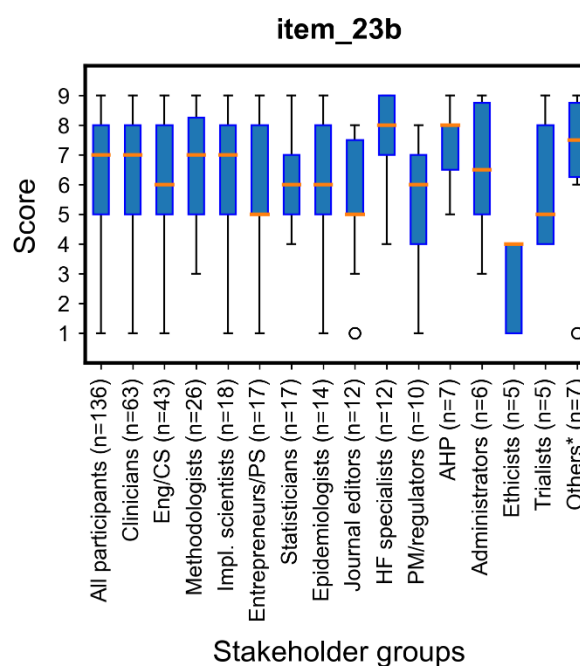 item_23b
9
8
7
6
5
4
3
2
1
Score
All participants (n=136)
Clinicians (n=63)
Eng/CS (n=43)
Methodologists (n=26)
Impl. scientists (n=18)
Entrepreneurs/PS (n=17)
Statisticians (n=17)
Epidemiologists (n=14)
Journal editors (n=12)
HF specialists (n=12)
PM/regulators (n=10)
AHP (n=7)
Administrators (n=6)
Ethicists (n=5)
Trialists (n=5)
Others* (n=7)
Stakeholder groups